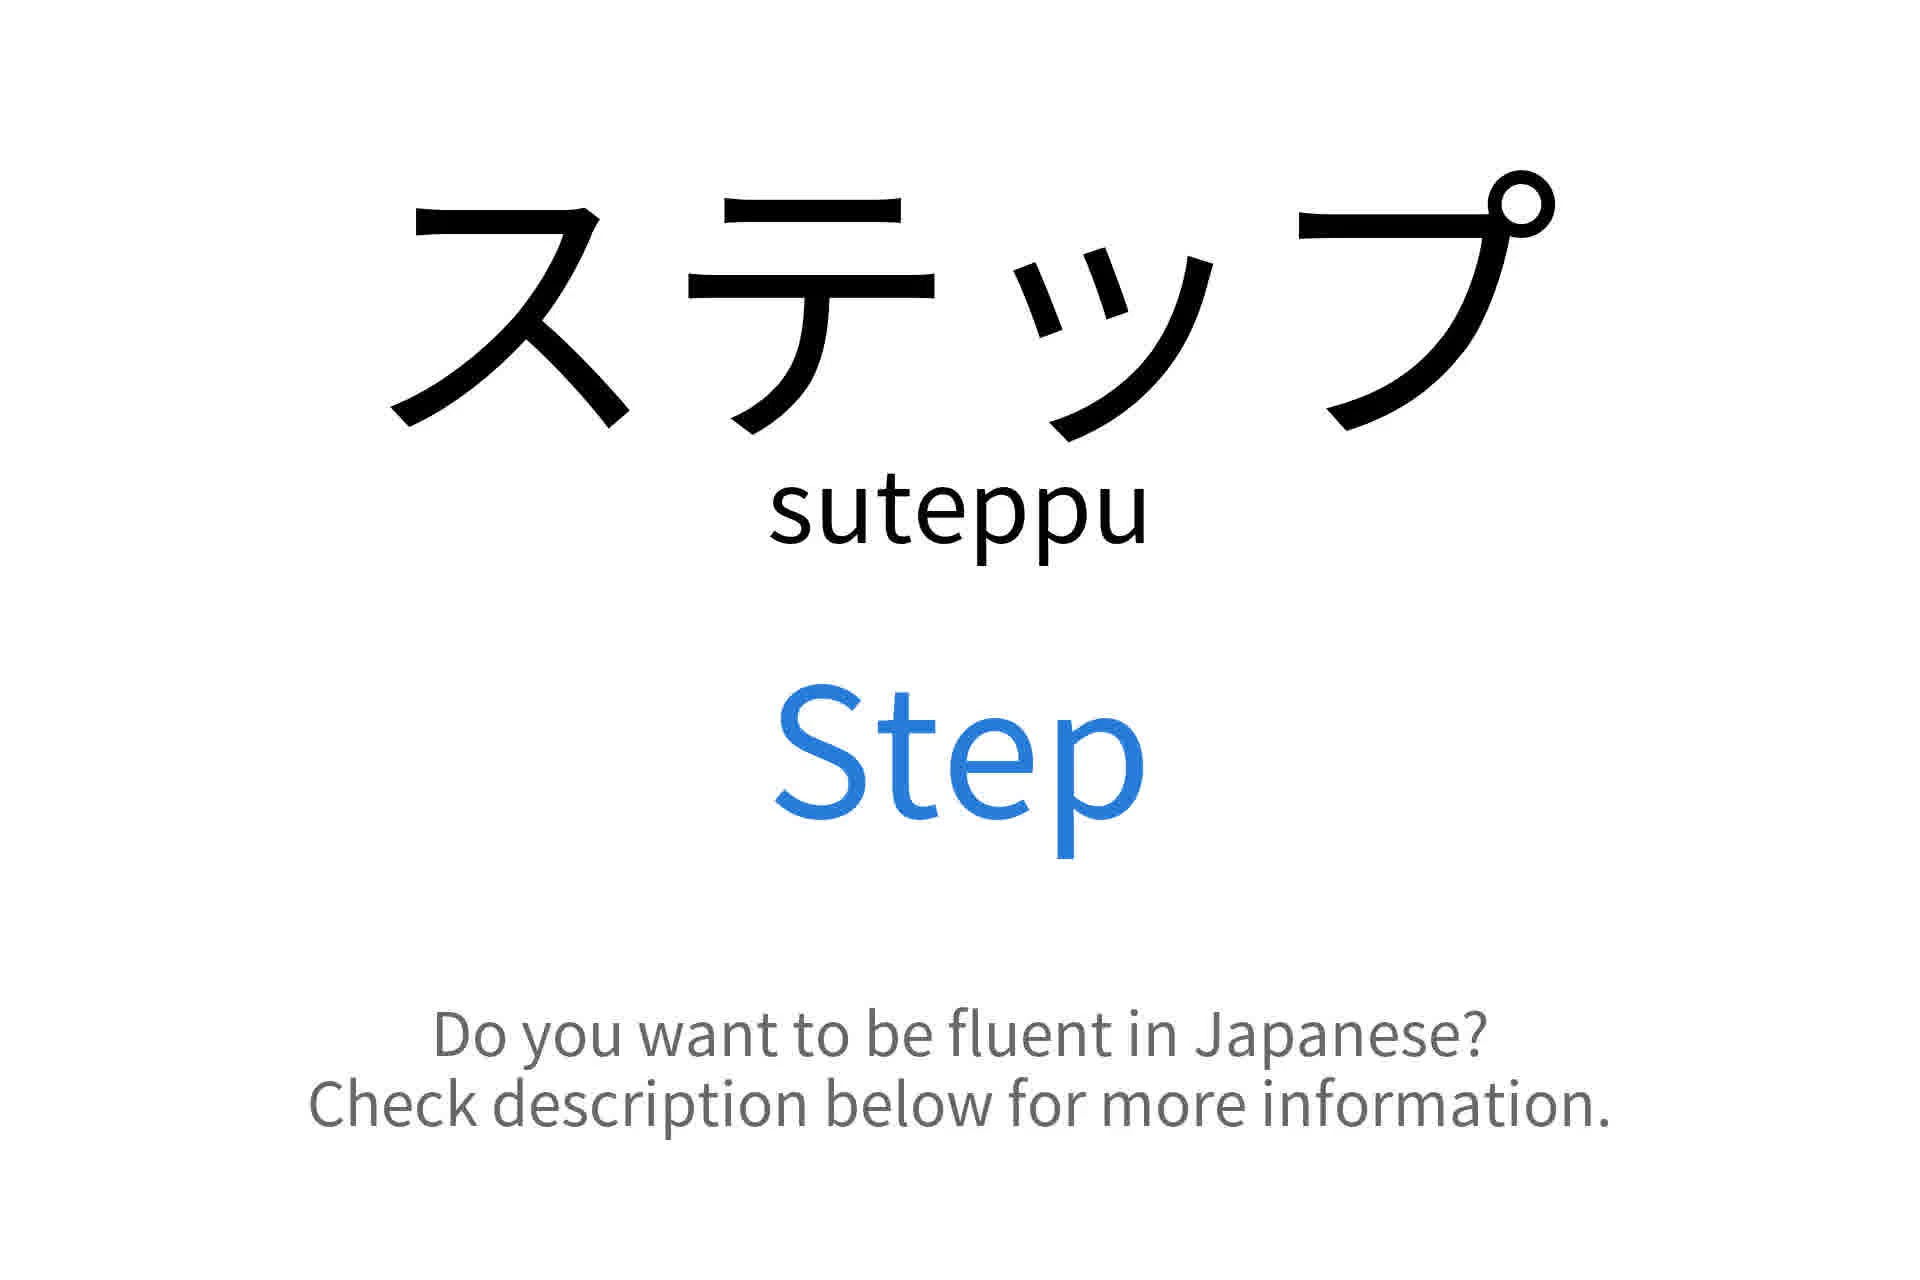 ステップ
suteppu
Step
Do you want to be fluent in Japanese?
Check description below for more information.